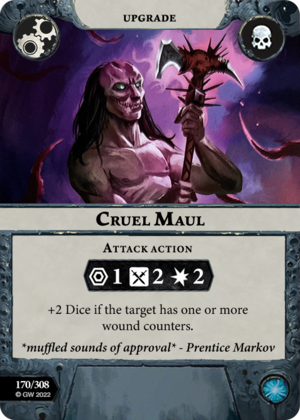 UPGRADE
CRUEL MAUL
ATTACK ACTION
1 2 2
+2 Dice if the target has one or more
wound counters.
*muffled sounds of approval* - Prentice Markov
170/308
© GW 2022